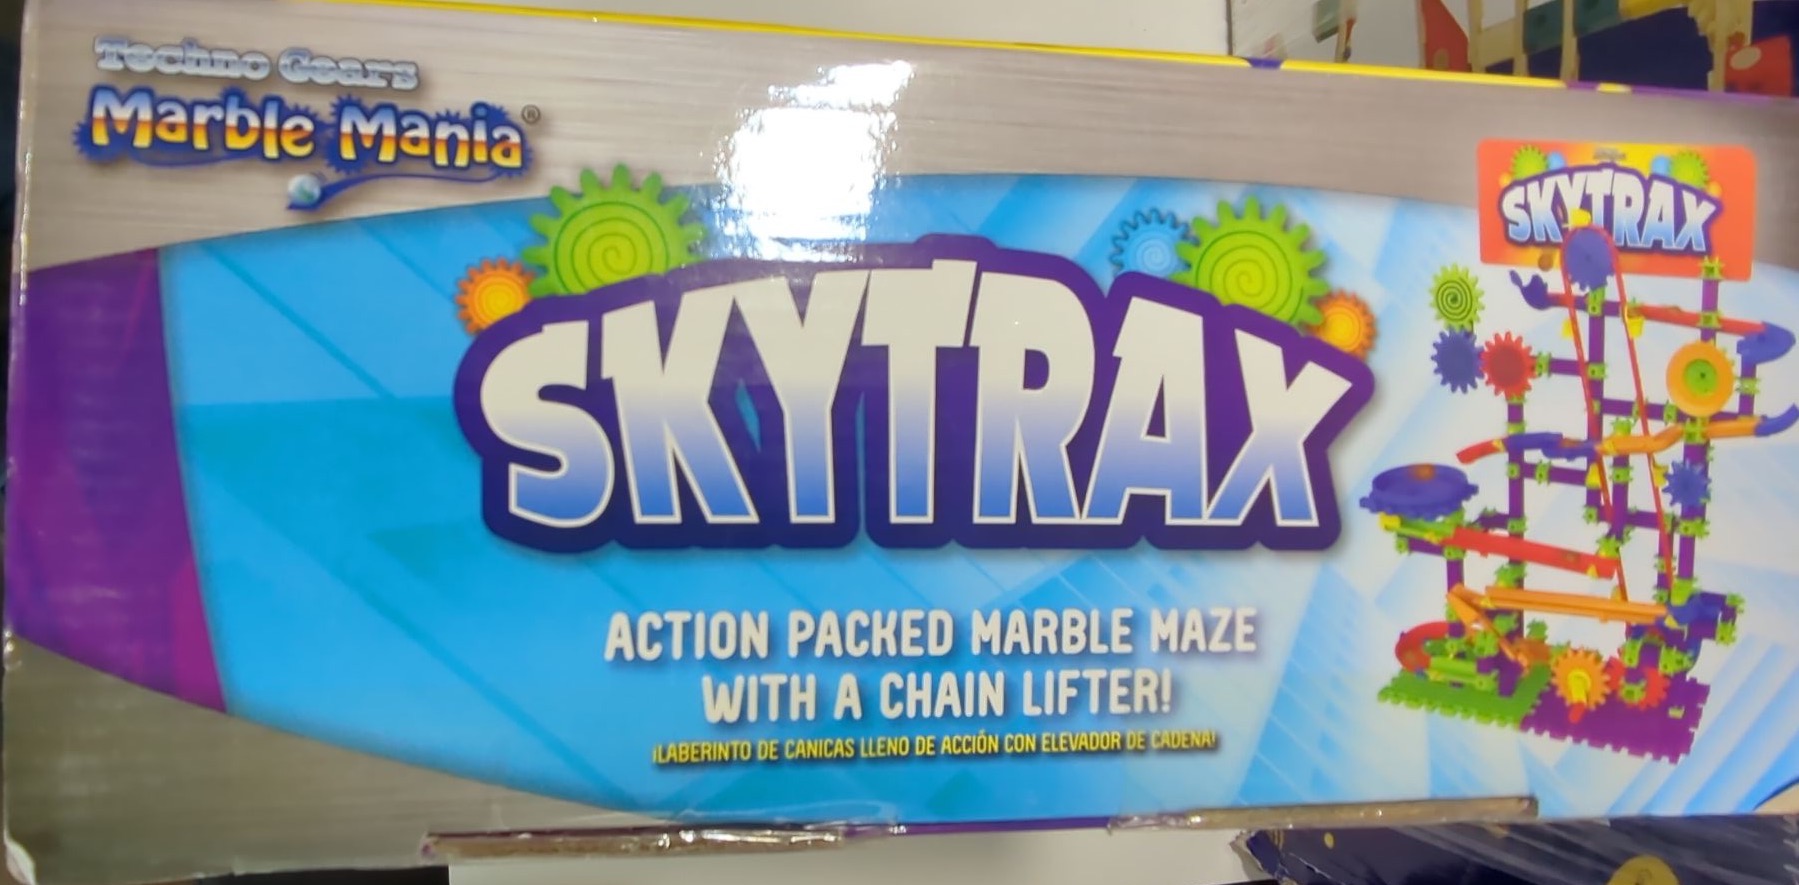 Techno Gears
Marble Mania®
SKYTRAX
SKYTRAX
ACTION PACKED MARBLE MAZE
WITH A CHAIN LIFTER!
¡LABERINTO DE CANICAS LLENO DE ACCIÓN CON ELEVADOR DE CADENA!